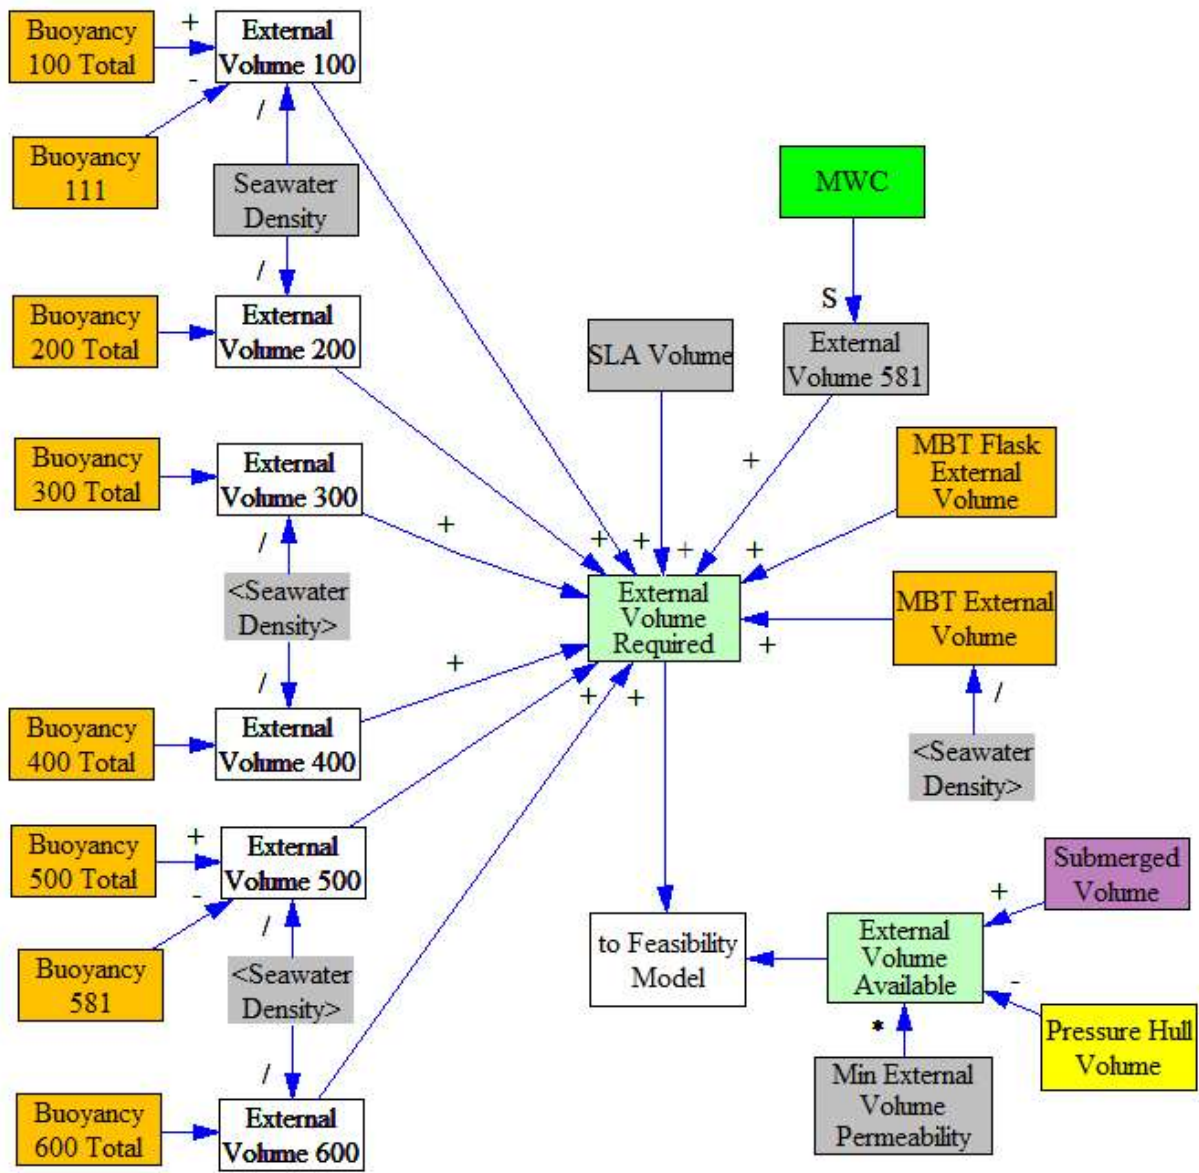 Buoyancy
100 Total
+
External
Volume 100
-
/
Buoyancy
111
Seawater
Density
MWC
/
S
Buoyancy
200 Total
External
Volume 200
SLA Volume
External
Volume 581
Buoyancy
300 Total
External
Volume 300
MBT Flask
External
Volume
+
+
/
+
+
+
+
<Seawater
Density>
External
Volume
Required
MBT External
Volume
+
/
+
+
+
/
Buoyancy
400 Total
External
Volume 400
<Seawater
Density>
Buoyancy
500 Total
+
External
Volume 500
-
/
Submerged
Volume
+
Buoyancy
581
<Seawater
Density>
to Feasibility
Model
External
Volume
Available
-
*
Pressure Hull
Volume
/
Min External
Volume
Permeability
Buoyancy
600 Total
External
Volume 600